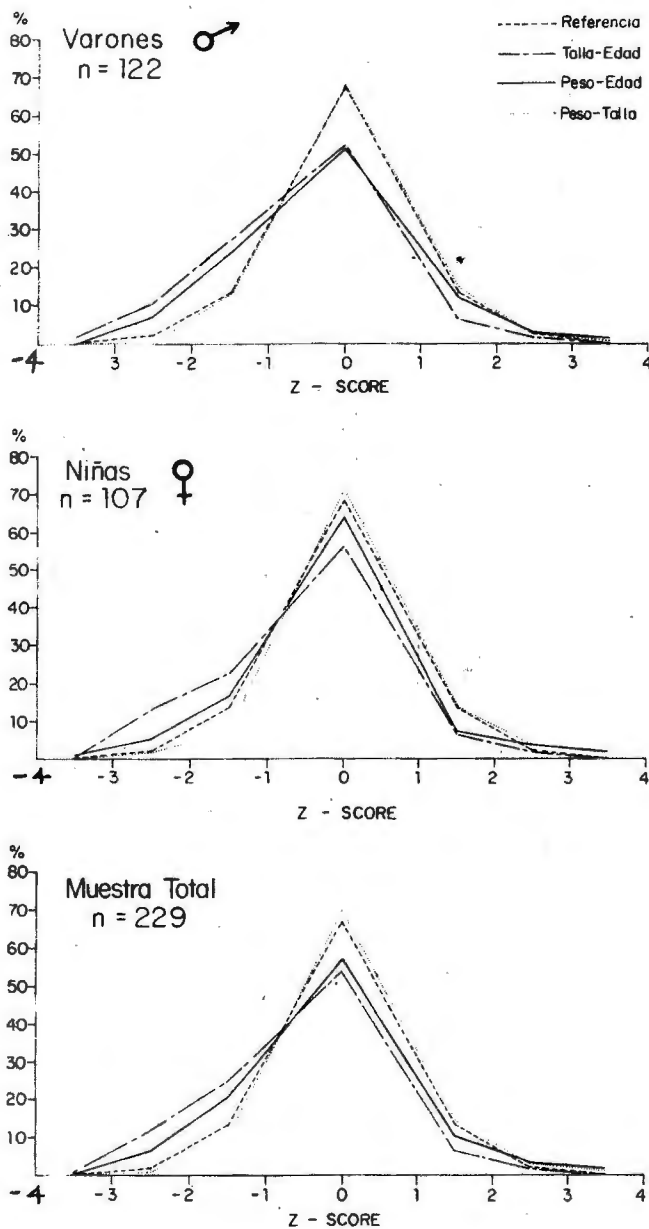 %
Varones
n = 122
Referencia
Talla-Edad
Peso-Edad
Peso-Talla
80
70
60
50
40
30
20
10
-4 3 -2 -1 0 1 2 3 4
Z - SCORE
%
Niñas
n = 107
80
70
60
50
40
30
20
10
-4 -3 -2 -1 0 1 2 3 4
Z - SCORE
%
Muestra Total
n = 229
80
70
60
50
40
30
20
10
-4 -3 -2 -1 0 1 2 3 4
Z - SCORE